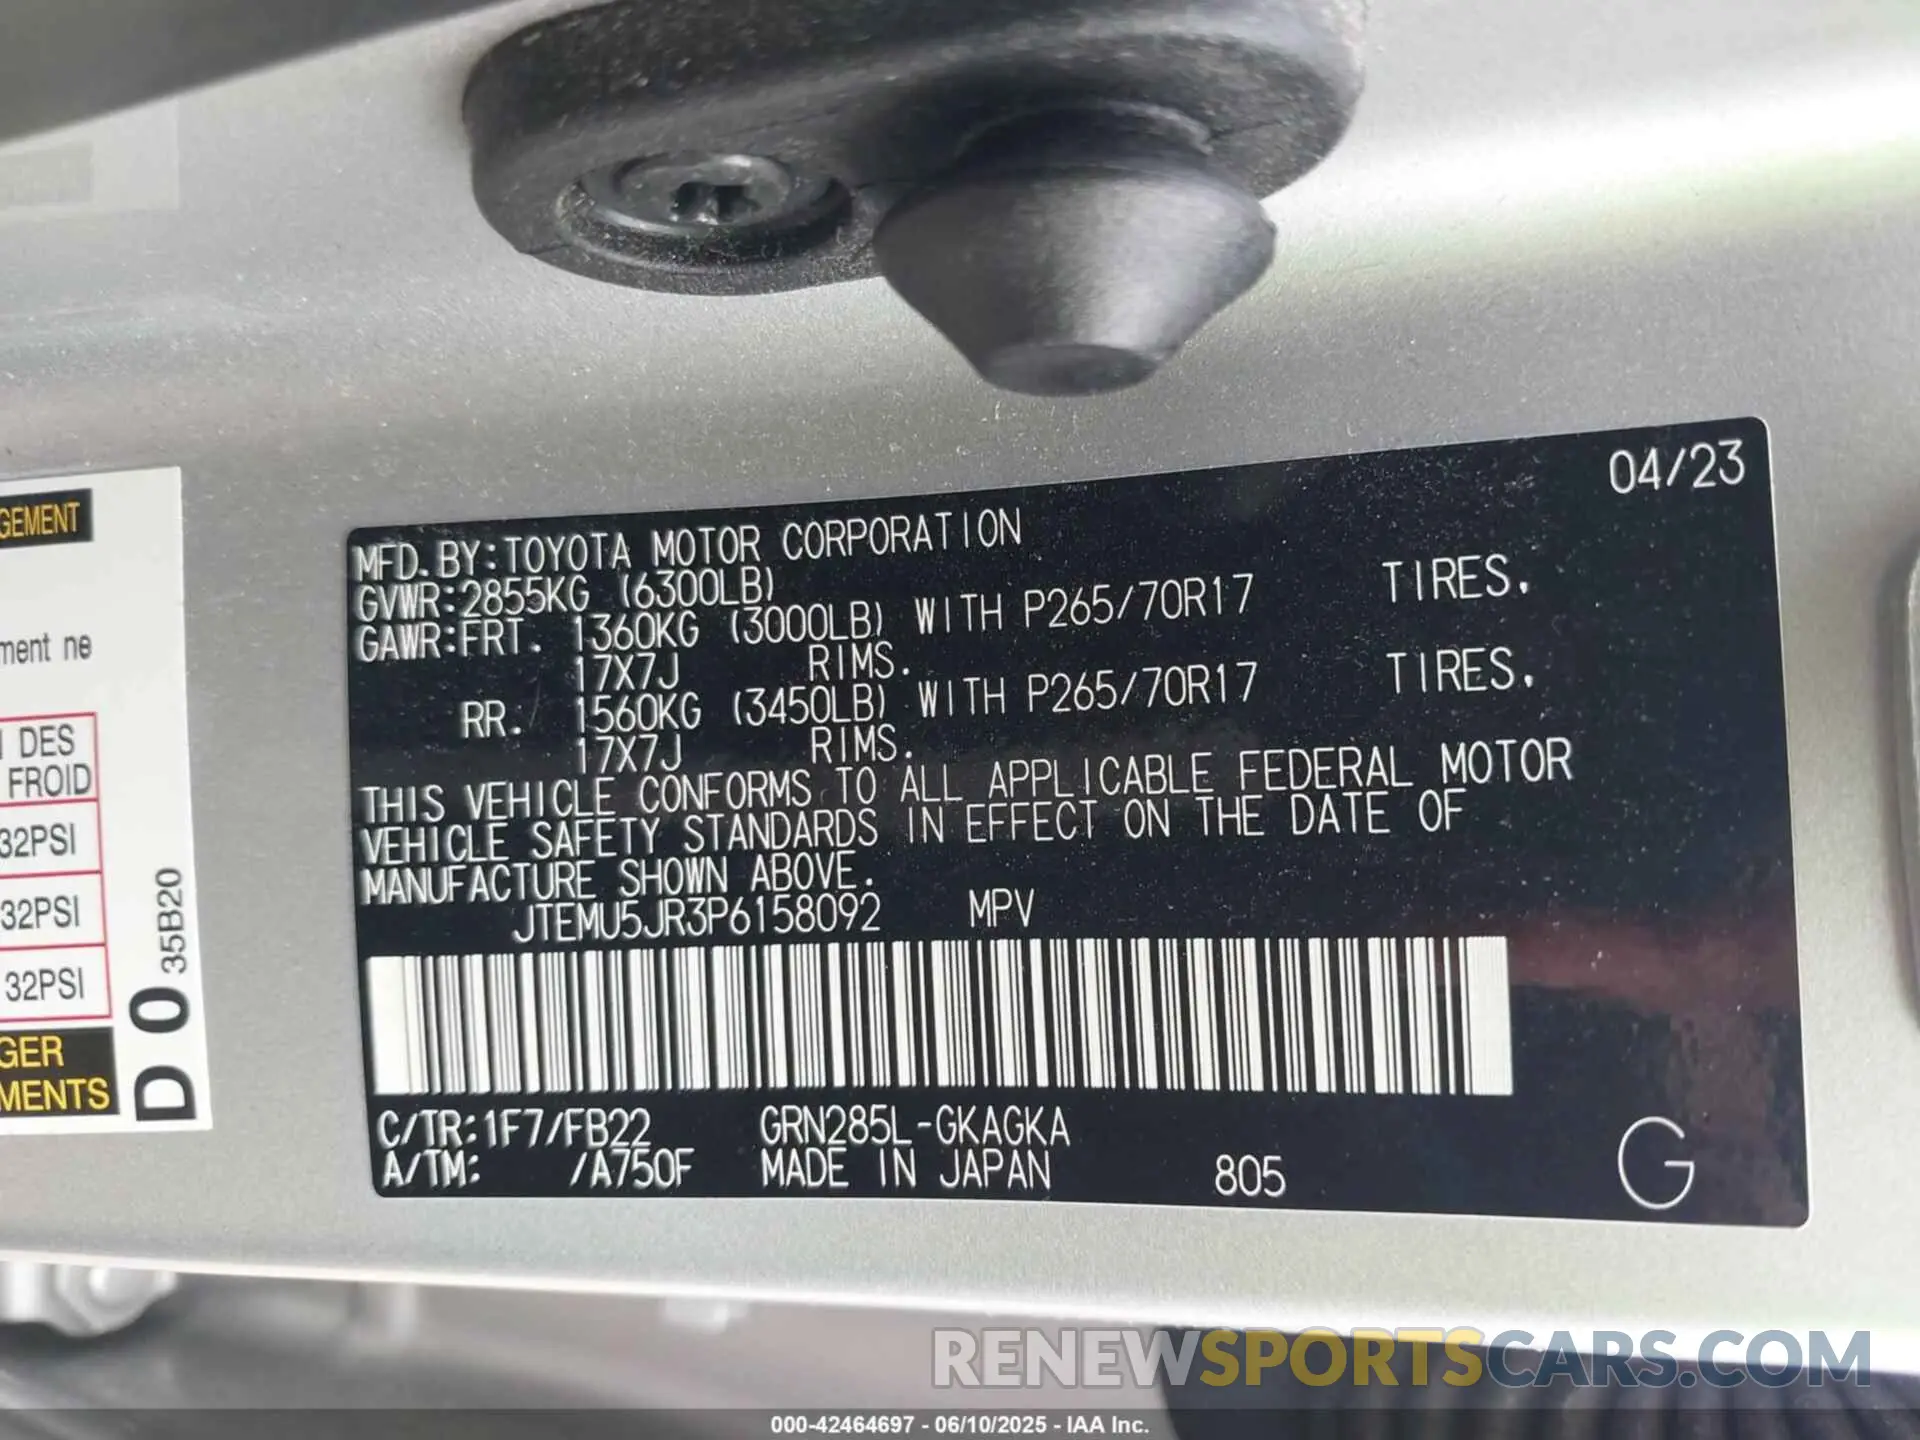 04/23
MFD. BY: TOYOTA MOTOR CORPORATION
GVWR: 2855KG (6300LB)
GAWR: FRT. 1360KG (3000LB) WITH P265/70R17 TIRES.
17X7J RIMS.
RR. 1560KG (3450LB) WITH P265/70R17 TIRES.
17X7J RIMS.
THIS VEHICLE CONFORMS TO ALL APPLICABLE FEDERAL MOTOR
VEHICLE SAFETY STANDARDS IN EFFECT ON THE DATE OF
MANUFACTURE SHOWN ABOVE.
JTEMU5JR3P6158092 MPV
C/TR: 1F7/FB22 GRN285L-GKAGKA
A/TM: /A750F MADE IN JAPAN 805 G
GEMENT
ment ne
DES
FROID
32PSI
32PSI
32PSI
GER
MENTS
D 0 35B20
RENEWSPORTSCARS.COM
000-42464697 - 06/10/2025 - IAA Inc.